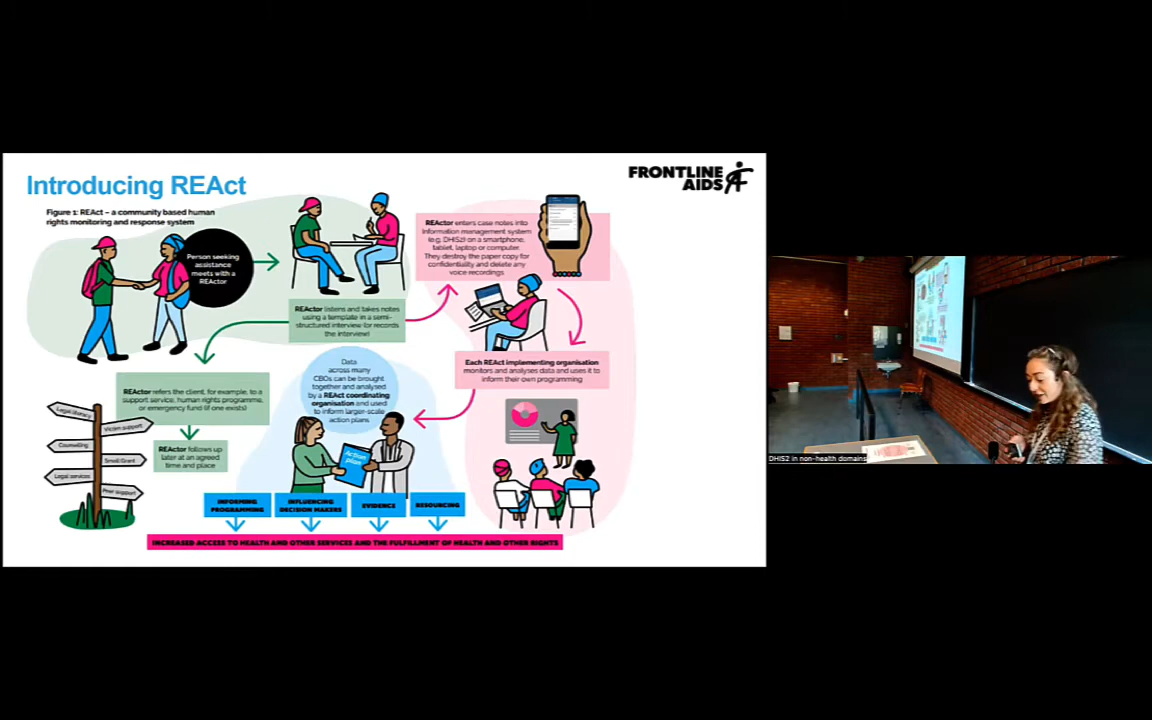 Introducing REAct
FRONTLINE
AIDS
Figure 1: REAct – a community based human
rights monitoring and response system
Person seeking
assistance
meets with a
REActor
REActor listens and takes notes
using a template in a semi-
structured interview (or records
the interview)
REActor enters case notes into
information management system
(e.g. DHIS2) on a smartphone,
tablet, laptop or computer.
They destroy the paper copy for
confidentiality and delete any
voice recordings
Each REAct implementing organisation
monitors and analyses data and uses it to
inform their own programming
Data
across many
CBOs can be brought
together and analysed
by a REAct coordinating
organisation and used
to inform larger-scale
action plans
REActor refers the client, for example, to a
support service, human rights programme,
or emergency fund (if one exists)
REActor follows up
later at an agreed
time and place
Legal literacy
Victim support
Counseling
Small Grant
Legal services
Peer support
Action
plan
INFORMING
PROGRAMMING
INFLUENCING
DECISION MAKERS
EVIDENCE
RESOURCING
INCREASED ACCESS TO HEALTH AND OTHER SERVICES AND THE FULFILLMENT OF HEALTH AND OTHER RIGHTS
DHIS2 in non-health domains